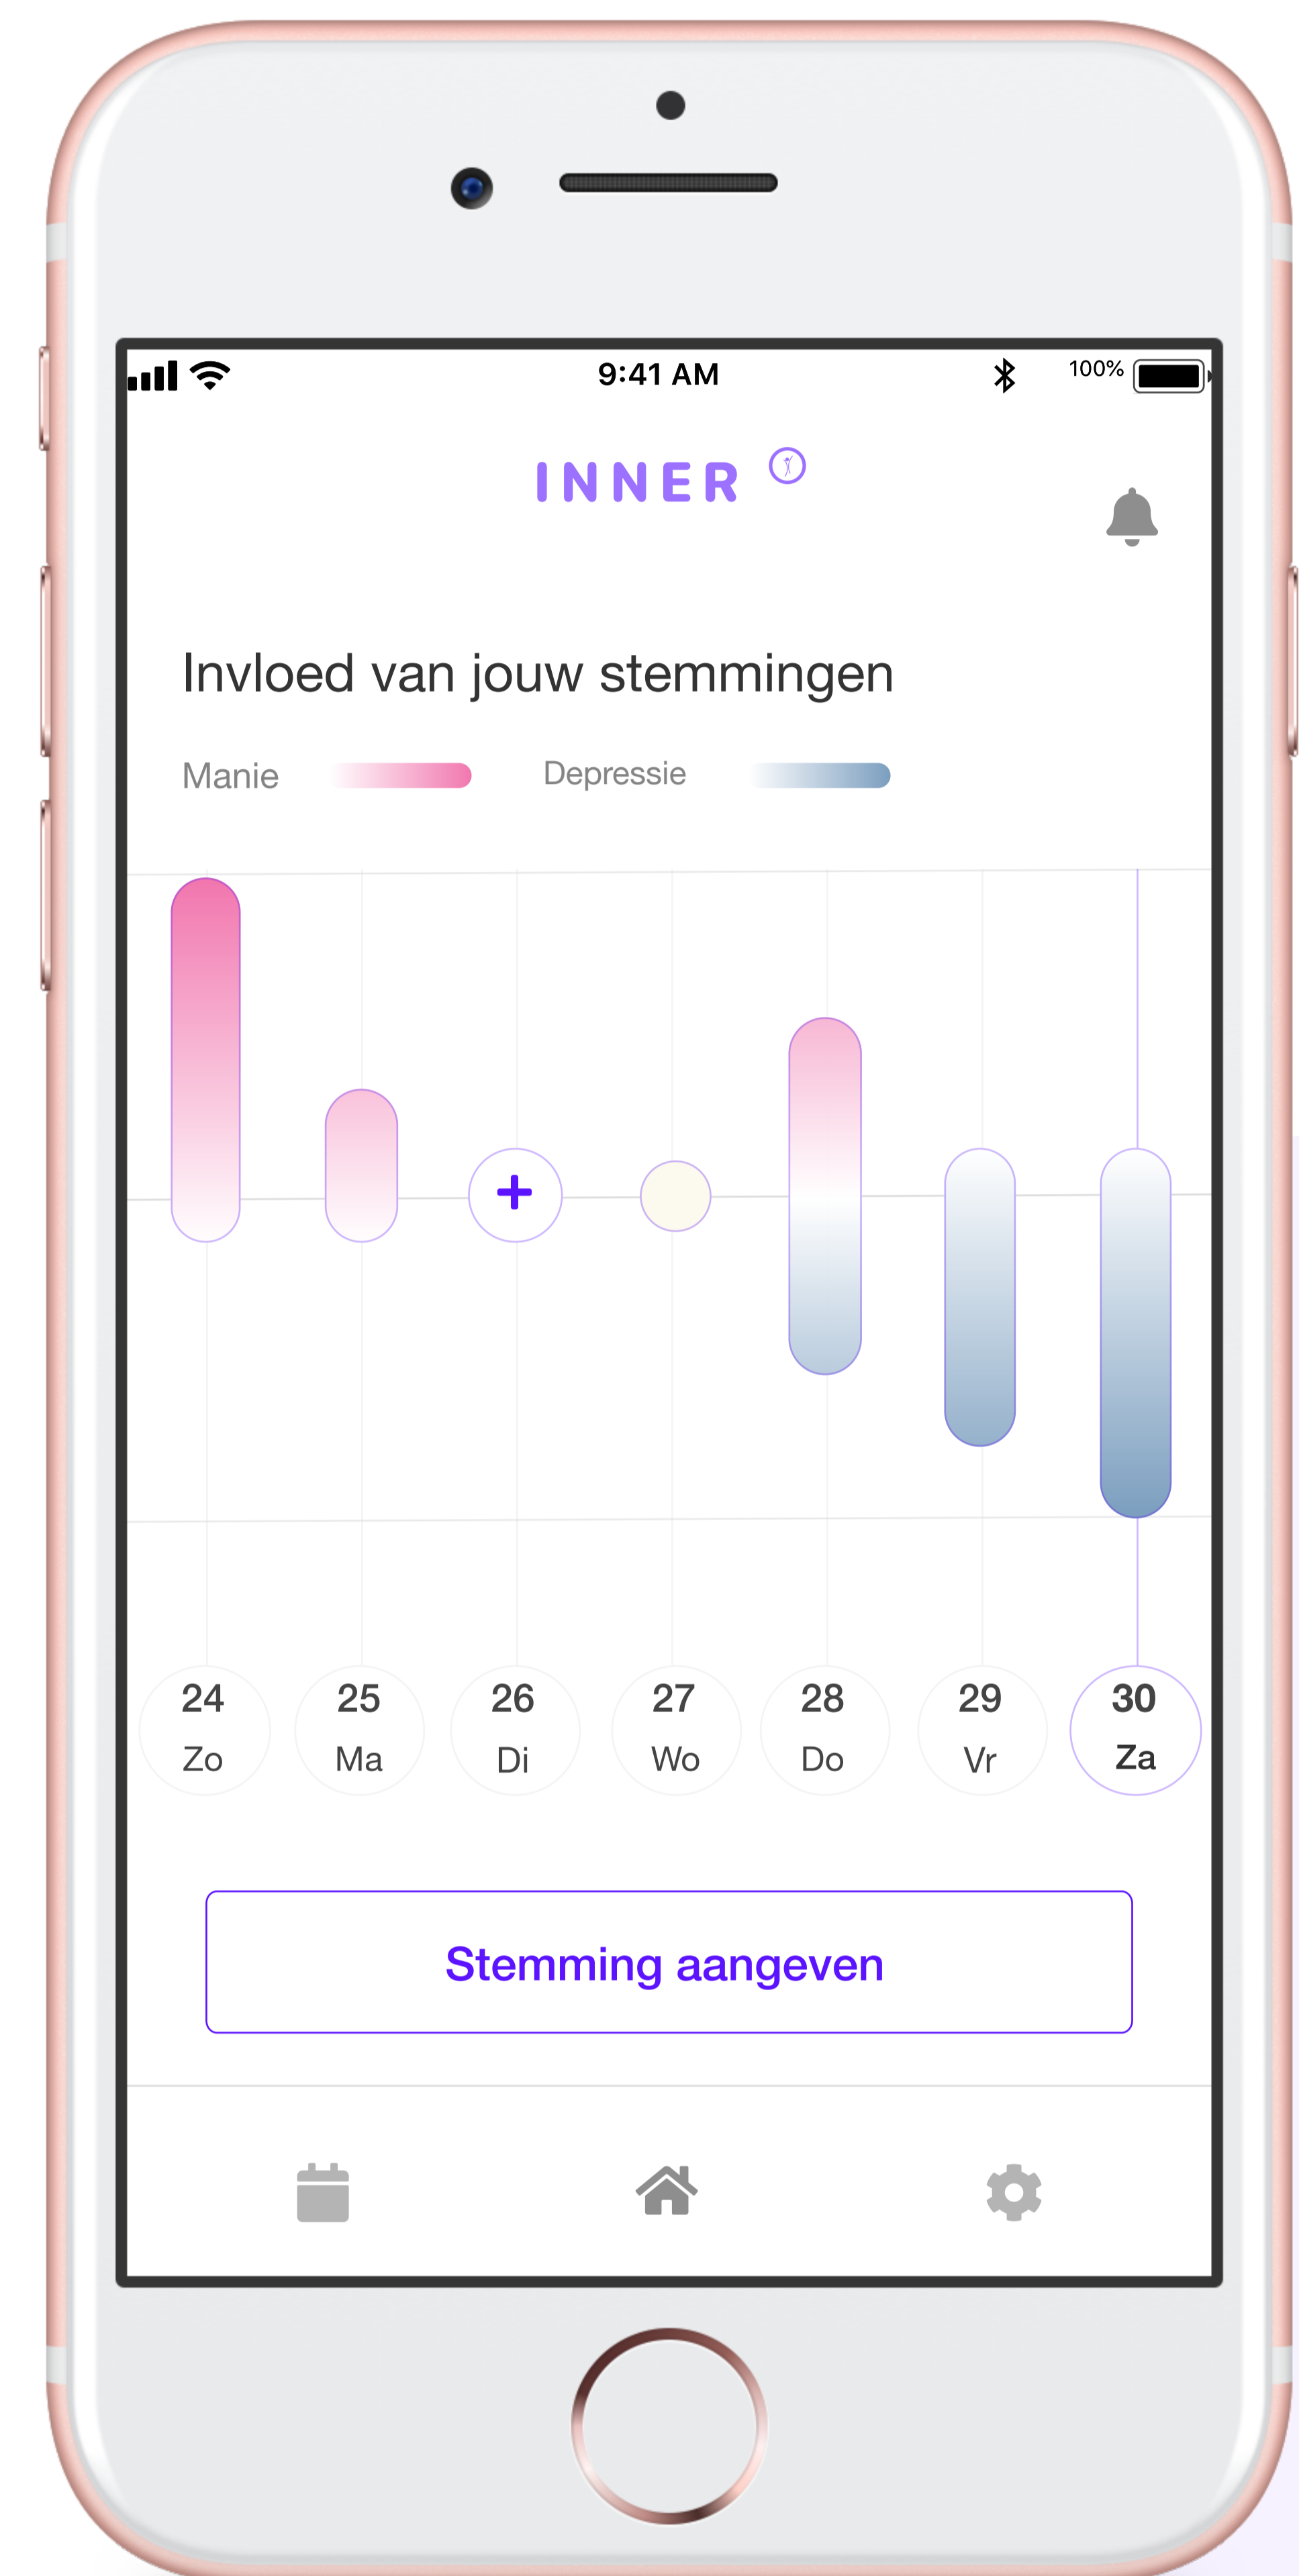 9:41 AM
100%
INNER
Invloed van jouw stemmingen
Manie
Depressie
+
24 25 26 27 28 29 30
Zo Ma Di Wo Do Vr Za
Stemming aangeven